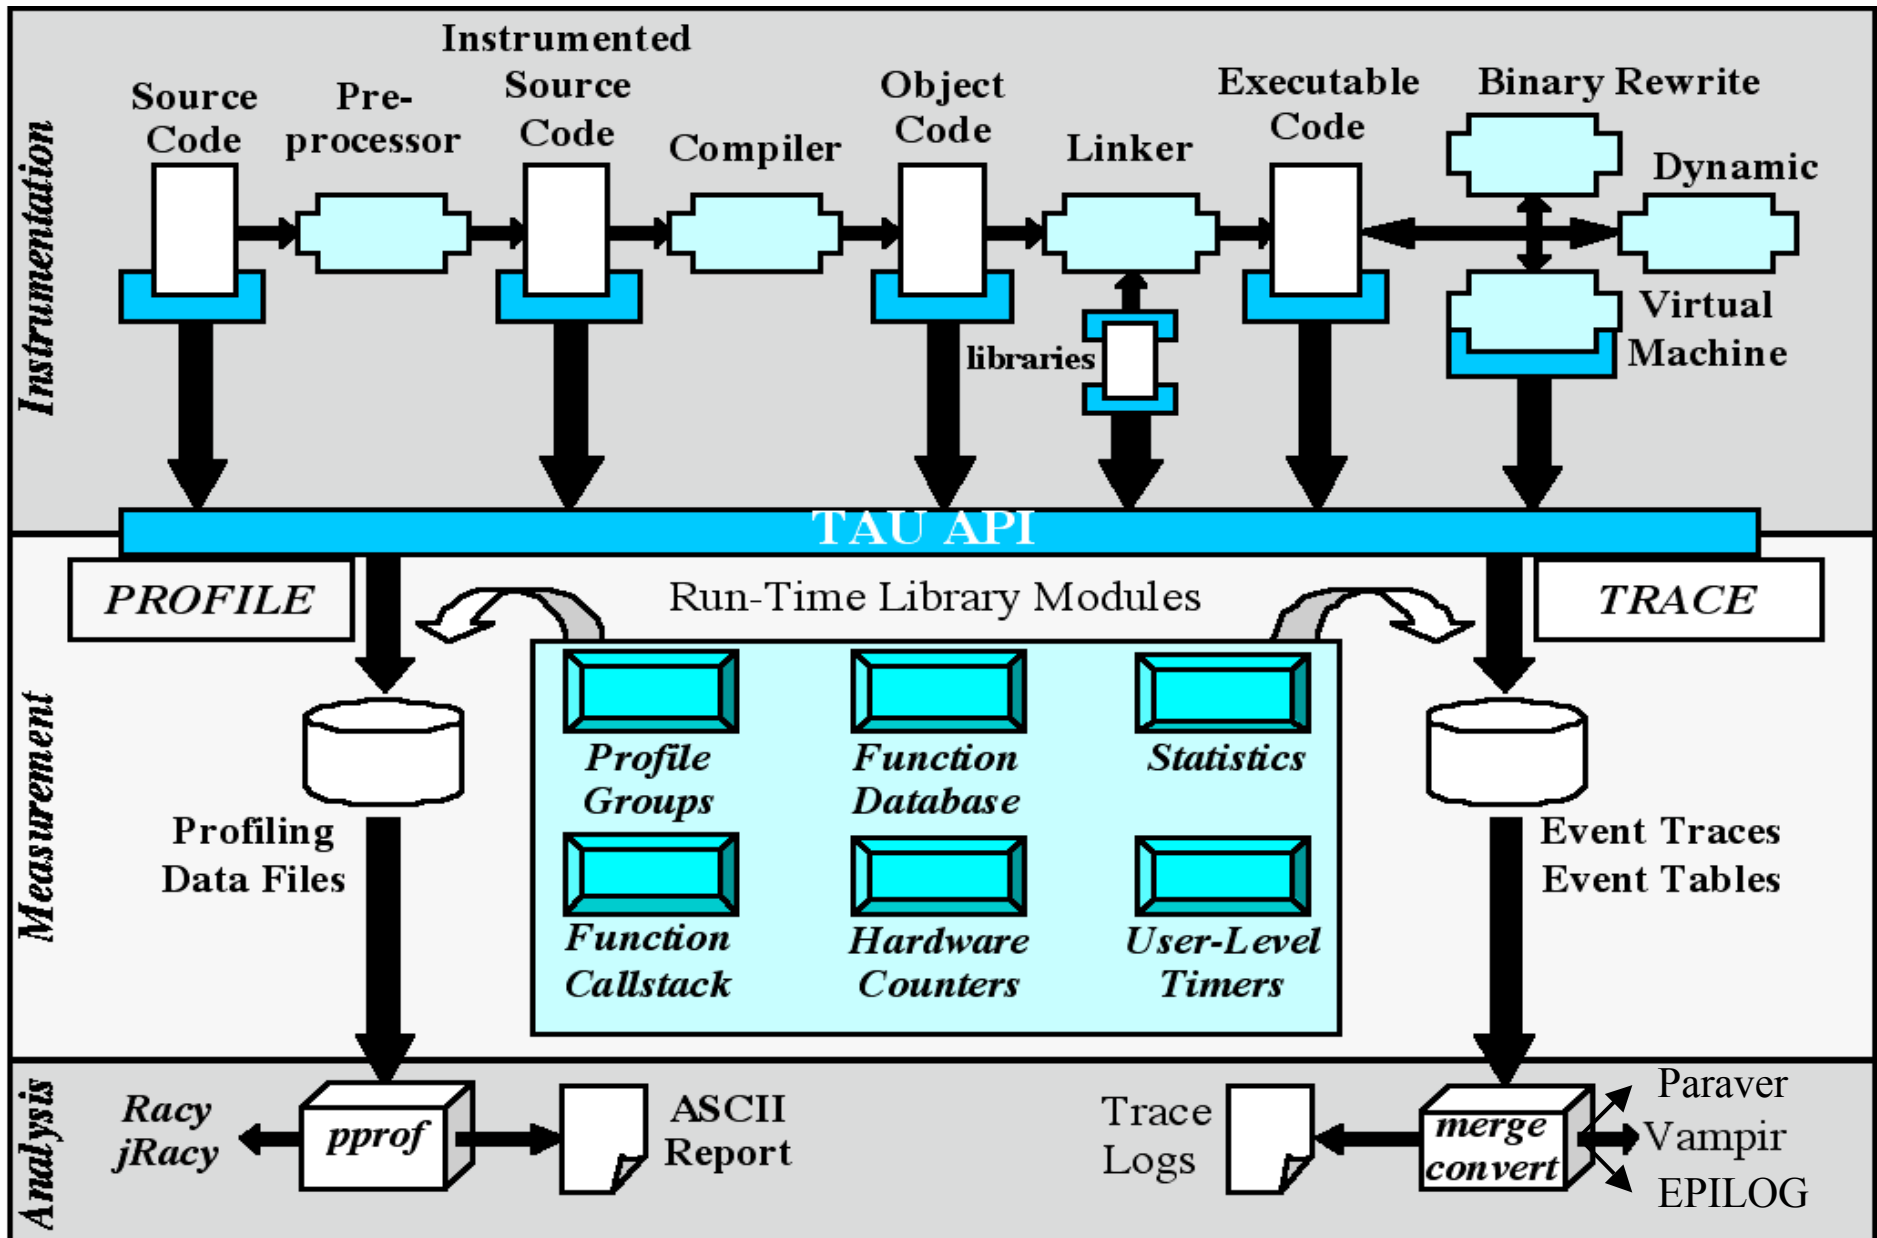 Instrumentation
Source
Code
Pre-
processor
Instrumented
Source
Code
Compiler
Object
Code
Linker
libraries
Executable
Code
Binary Rewrite
Dynamic
Virtual
Machine
TAU API
Measurement
PROFILE
Run-Time Library Modules
TRACE
Profile
Groups
Function
Database
Statistics
Function
Callstack
Hardware
Counters
User-Level
Timers
Profiling
Data Files
Event Traces
Event Tables
Analysis
Racy
jRacy
pprof
ASCII
Report
Trace
Logs
merge
convert
Paraver
Vampir
EPILOG